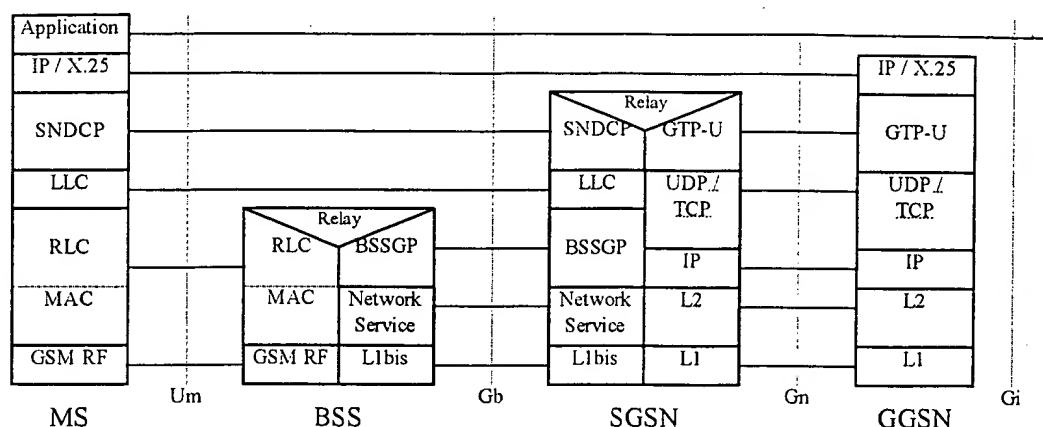 Application
IP / X.25
IP / X.25
Relay
SNDCP
SNDCP
GTP-U
GTP-U
LLC
LLC
UDP /
TCP
UDP /
TCP
Relay
RLC
RLC
BSSGP
BSSGP
IP
IP
MAC
MAC
Network
Service
Network
Service
L2
L2
GSM RF
GSM RF
L1bis
L1bis
L1
L1
Um
Gb
Gn
Gi
MS
BSS
SGSN
GGSN